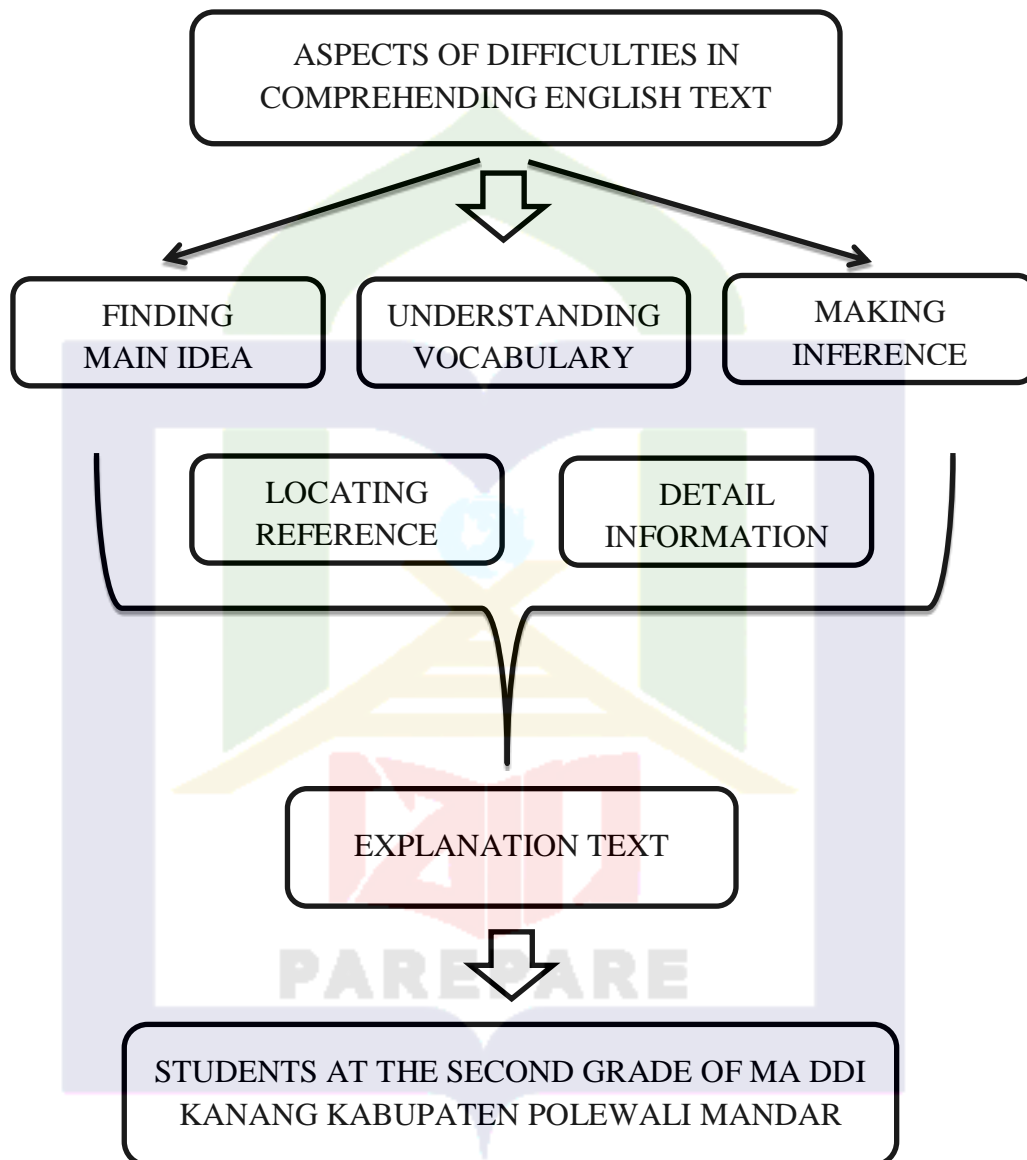 ASPECTS OF DIFFICULTIES IN
COMPREHENDING ENGLISH TEXT
FINDING
MAIN IDEA
UNDERSTANDING
VOCABULARY
MAKING
INFERENCE
LOCATING
REFERENCE
DETAIL
INFORMATION
EXPLANATION TEXT
PAREPARE
STUDENTS AT THE SECOND GRADE OF MA DDI
KANANG KABUPATEN POLEWALI MANDAR